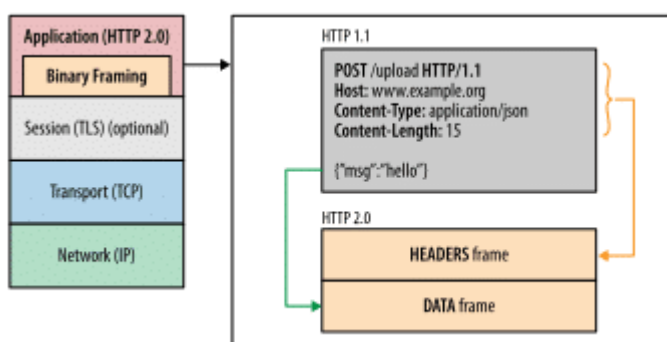 Application (HTTP 2.0)
Binary Framing
Session (TLS) (optional)
Transport (TCP)
Network (IP)
HTTP 1.1
POST /upload HTTP/1.1
Host: www.example.org
Content-Type: application/json
Content-Length: 15
{"msg":"hello"}
HTTP 2.0
HEADERS frame
DATA frame